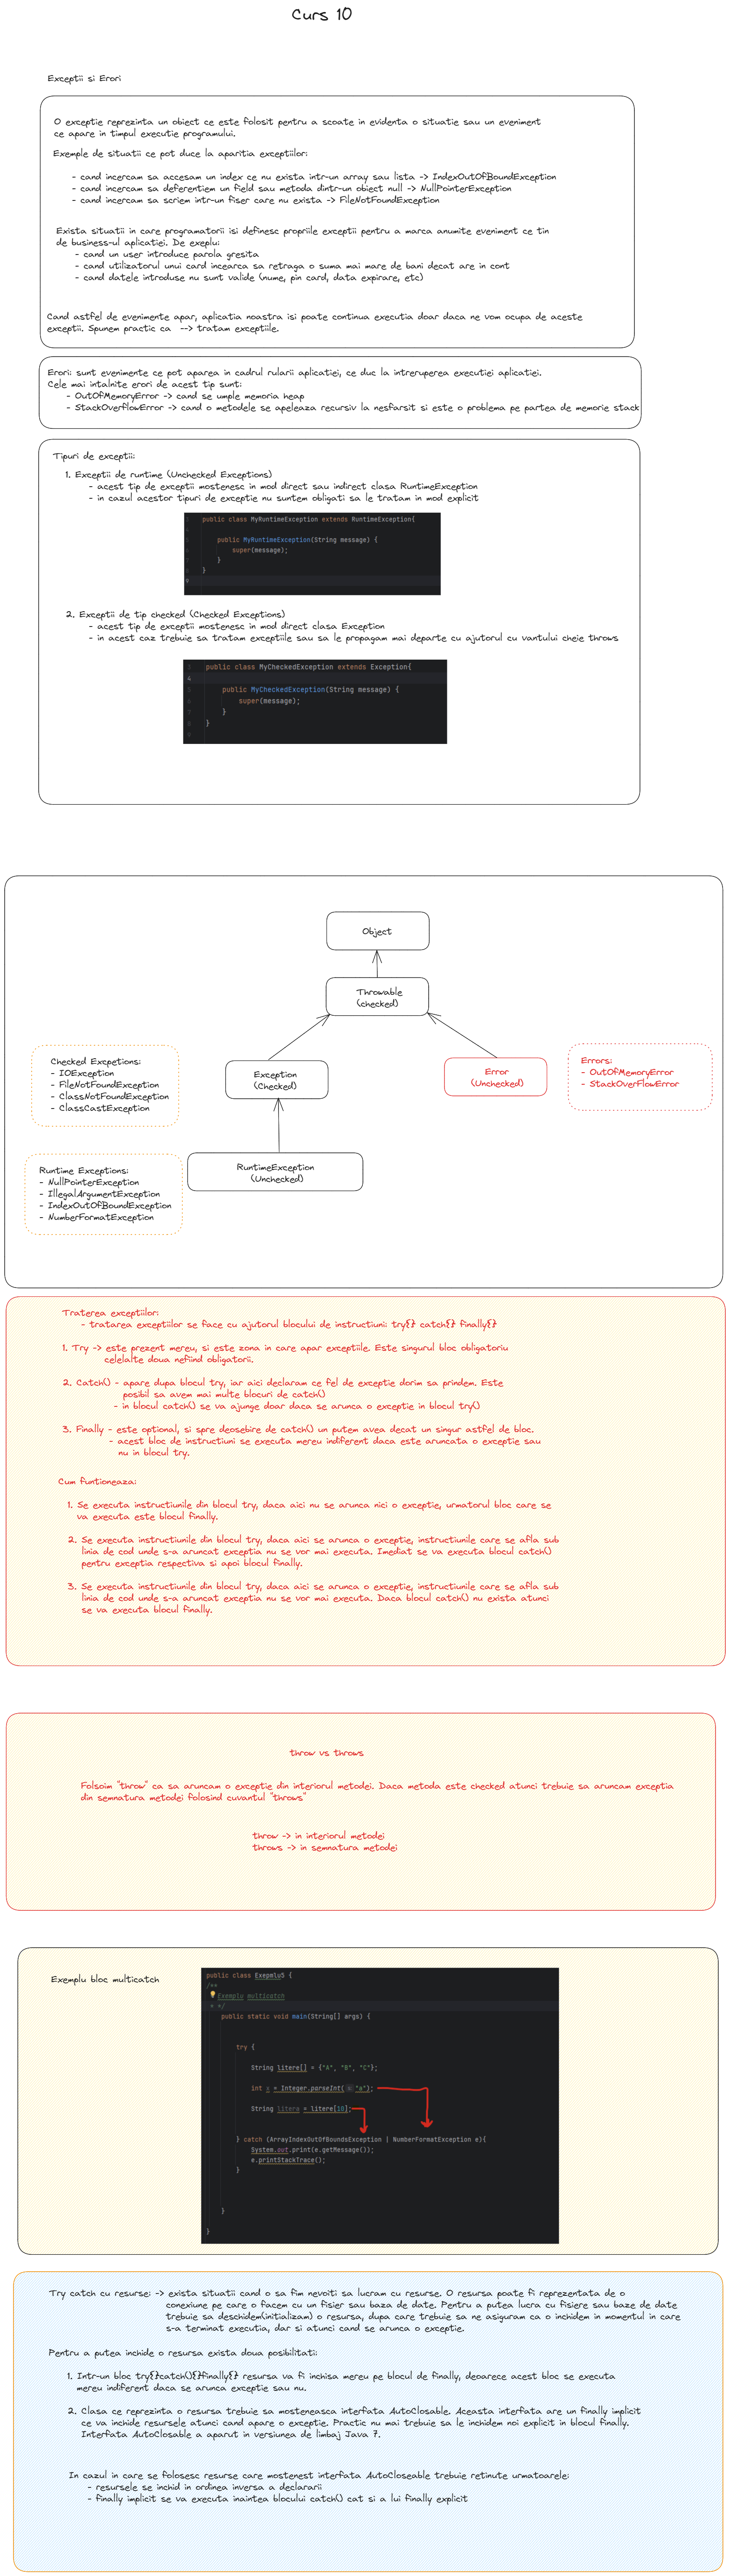 Curs 10
Exceptii si Erori
O exceptie reprezinta un obiect ce este folosit pentru a scoate in evidenta o situatie sau un eveniment
ce apare in timpul executie programului.
Exemple de situatii ce pot duce la aparitia exceptiilor:
- cand incercam sa accesam un index ce nu exista intr-un array sau lista -> IndexOutOfBoundException
- cand incercam sa deferentiem un field sau metoda dintr-un obiect null -> NullPointerException
- cand incercam sa scriem intr-un fiser care nu exista -> FileNotFoundException
Exista situatii in care programatorii isi definesc propriile exceptii pentru a marca anumite eveniment ce tin
de business-ul aplicatiei. De exeplu:
- cand un user introduce parola gresita
- cand utilizatorul unui card incearca sa retraga o suma mai mare de bani decat are in cont
- cand datele introduse nu sunt valide (nume, pin card, data expirare, etc)
Cand astfel de evenimente apar, aplicatia noastra isi poate continua executia doar daca ne vom ocupa de aceste
exceptii. Spunem practic ca --> tratam exceptiile.
Erori: sunt evenimente ce pot aparea in cadrul rularii aplicatiei, ce duc la intreruperea executiei aplicatiei.
Cele mai intalnite erori de acest tip sunt:
- OutOfMemoryError -> cand se umple memoria heap
- StackOverflowError -> cand o metodele se apeleaza recursiv la nesfarsit si este o problema pe partea de memorie stack
Tipuri de exceptii:
1. Exceptii de runtime (Unchecked Exceptions)
- acest tip de exceptii mostenesc in mod direct sau indirect clasa RuntimeException
- in cazul acestor tipuri de exceptie nu suntem obligati sa le tratam in mod explicit
public class MyRuntimeException extends RuntimeException{
public MyRuntimeException(String message) {
super(message);
}
}
9
2. Exceptii de tip checked (Checked Exceptions)
- acest tip de exceptii mostenesc in mod direct clasa Exception
- in acest caz trebuie sa tratam exceptiile sau sa le propagam mai departe cu ajutorul cu vantului cheie throws
3 public class MyCheckedException extends Exception{
4
5 public MyCheckedException(String message) {
6 super(message);
7 }
8 }
9
Object
Throwable
(checked)
Exception
(Checked)
Error
(Unchecked)
RuntimeException
(Unchecked)
Checked Excpetions:
- IOException
- FileNotFoundException
- ClassNotFoundException
- ClassCastException
Errors:
- OutOfMemoryError
- StackOverFlowError
Runtime Exceptions:
- NullPointerException
- IllegalArgumentException
- IndexOutOfBoundException
- NumberFormatException
Traterea exceptiilor:
- tratarea exceptiilor se face cu ajutorul blocului de instructiuni: try{} catch{} finally{}
1. Try -> este prezent mereu, si este zona in care apar exceptiile. Este singurul bloc obligatoriu
celelalte doua nefiind obligatorii.
2. Catch() - apare dupa blocul try, iar aici declaram ce fel de exceptie dorim sa prindem. Este
posibil sa avem mai multe blocuri de catch()
- in blocul catch() se va ajunge doar daca se arunca o exceptie in blocul try()
3. Finally - este optional, si spre deosebire de catch() un putem avea decat un singur astfel de bloc.
- acest bloc de instructiuni se executa mereu indiferent daca este aruncata o exceptie sau
nu in blocul try.
Cum funtioneaza:
1. Se executa instructiunile din blocul try, daca aici nu se arunca nici o exceptie, urmatorul bloc care se
va executa este blocul finally.
2. Se executa instructiunile din blocul try, daca aici se arunca o exceptie, instructiunile care se afla sub
linia de cod unde s-a aruncat exceptia nu se vor mai executa. Imediat se va executa blocul catch()
pentru exceptia respectiva si apoi blocul finally.
3. Se executa instructiunile din blocul try, daca aici se arunca o exceptie, instructiunile care se afla sub
linia de cod unde s-a aruncat exceptia nu se vor mai executa. Daca blocul catch() nu exista atunci
se va executa blocul finally.
throw vs throws
Folsoim "throw" ca sa aruncam o exceptie din interiorul metodei. Daca metoda este checked atunci trebuie sa aruncam exceptia
din semnatura metodei folosind cuvantul "throws"
throw -> in interiorul metodei
throws -> in semnatura metodei
Exemplu bloc multicatch
public class Exepmlu5 {
/**
Exemplu multicatch
* */
public static void main(String[] args) {
try {
String litere[] = {"A", "B", "C"};
int x = Integer.parseInt( s: "a");
String litera = litere[10];
} catch (ArrayIndexOutOfBoundsException | NumberFormatException e){
System.out.print(e.getMessage());
e.printStackTrace();
}
}
}
Try catch cu resurse: -> exista situatii cand o sa fim nevoiti sa lucram cu resurse. O resursa poate fi reprezentata de o
conexiune pe care o facem cu un fisier sau baza de date. Pentru a putea lucra cu fisiere sau baze de date
trebuie sa deschidem(initializam) o resursa, dupa care trebuie sa ne asiguram ca o inchidem in momentul in care
s-a terminat executia, dar si atunci cand se arunca o exceptie.
Pentru a putea inchide o resursa exista doua posibilitati:
1. Intr-un bloc try{}catch(){}finally{} resursa va fi inchisa mereu pe blocul de finally, deoarece acest bloc se executa
mereu indiferent daca se arunca exceptie sau nu.
2. Clasa ce reprezinta o resursa trebuie sa mosteneasca interfata AutoClosable. Aceasta interfata are un finally implicit
ce va inchide resursele atunci cand apare o exceptie. Practic nu mai trebuie sa le inchidem noi explicit in blocul finally.
Interfata AutoClosable a aparut in versiunea de limbaj Java 7.
In cazul in care se folosesc resurse care mostenest interfata AutoCloseable trebuie retinute urmatoarele:
- resursele se inchid in ordinea inversa a declararii
- finally implicit se va executa inaintea blocului catch() cat si a lui finally explicit